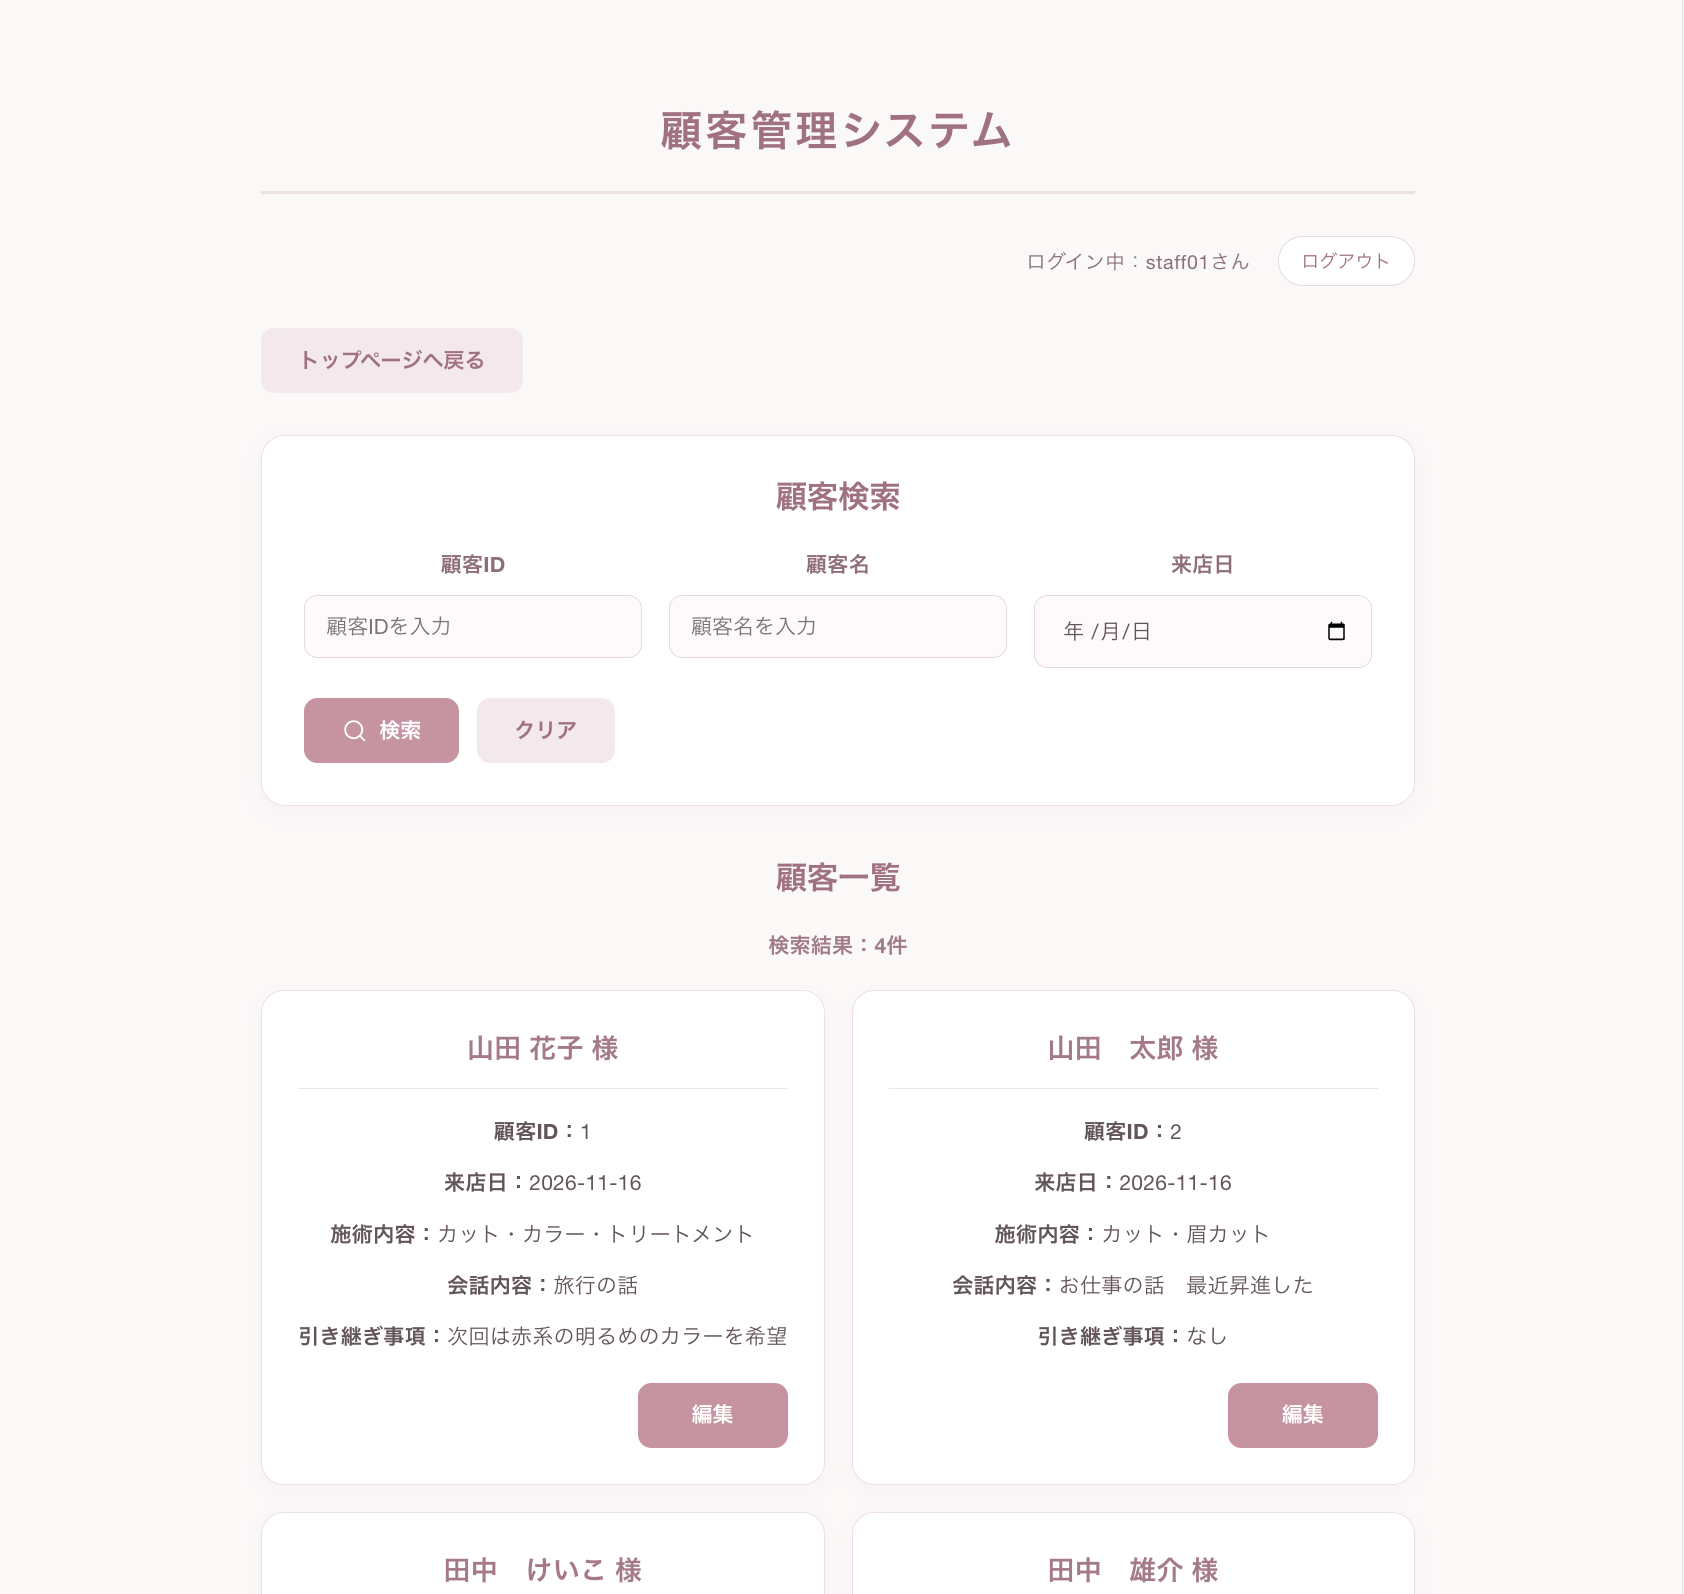 顧客管理システム
ログイン中：staff01さん
ログアウト
トップページへ戻る
顧客検索
顧客ID
顧客名
来店日
顧客IDを入力
顧客名を入力
年 /月/日
検索
クリア
顧客一覧
検索結果：4件
山田 花子 様
顧客ID：1
来店日：2026-11-16
施術内容：カット・カラー・トリートメント
会話内容：旅行の話
引き継ぎ事項：次回は赤系の明るめのカラーを希望
編集
山田　太郎 様
顧客ID：2
来店日：2026-11-16
施術内容：カット・眉カット
会話内容：お仕事の話　最近昇進した
引き継ぎ事項：なし
編集
田中　けいこ 様
田中　雄介 様